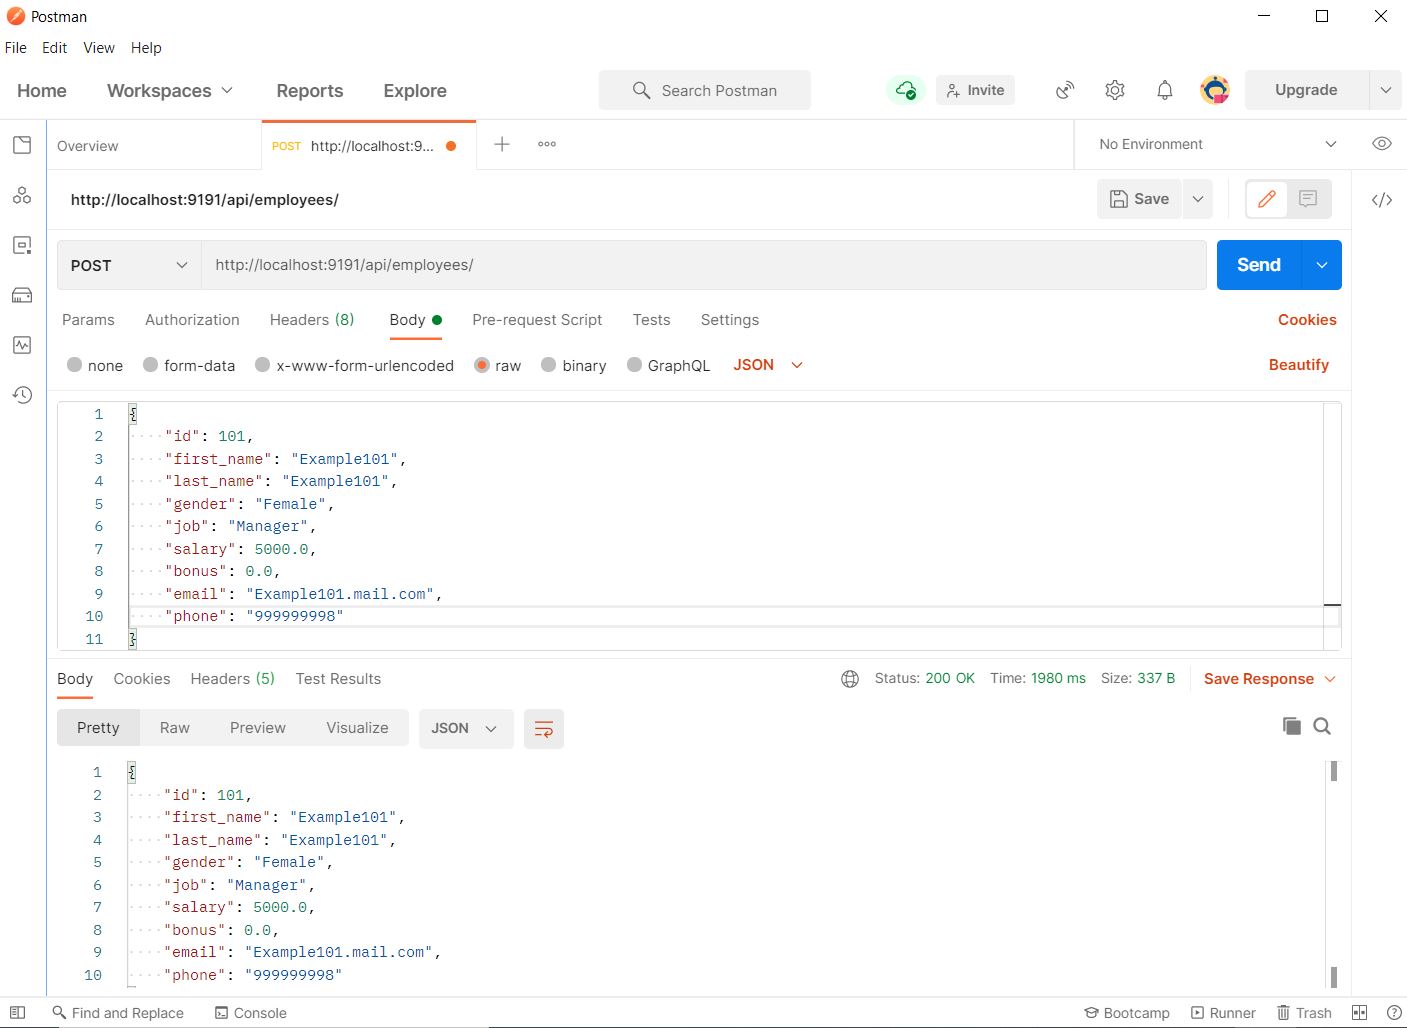 Postman
File Edit View Help
Home Workspaces Reports Explore Search Postman Invite Upgrade
Overview POST http://localhost:9... No Environment
http://localhost:9191/api/employees/ Save
POST http://localhost:9191/api/employees/ Send
Params Authorization Headers (8) Body Pre-request Script Tests Settings Cookies
none form-data x-www-form-urlencoded raw binary GraphQL JSON Beautify
1 {
2 "id": 101,
3 "first_name": "Example101",
4 "last_name": "Example101",
5 "gender": "Female",
6 "job": "Manager",
7 "salary": 5000.0,
8 "bonus": 0.0,
9 "email": "Example101.mail.com",
10 "phone": "999999998"
11 }
Body Cookies Headers (5) Test Results Status: 200 OK Time: 1980 ms Size: 337 B Save Response
Pretty Raw Preview Visualize JSON
1 {
2 "id": 101,
3 "first_name": "Example101",
4 "last_name": "Example101",
5 "gender": "Female",
6 "job": "Manager",
7 "salary": 5000.0,
8 "bonus": 0.0,
9 "email": "Example101.mail.com",
10 "phone": "999999998"
Find and Replace Console Bootcamp Runner Trash